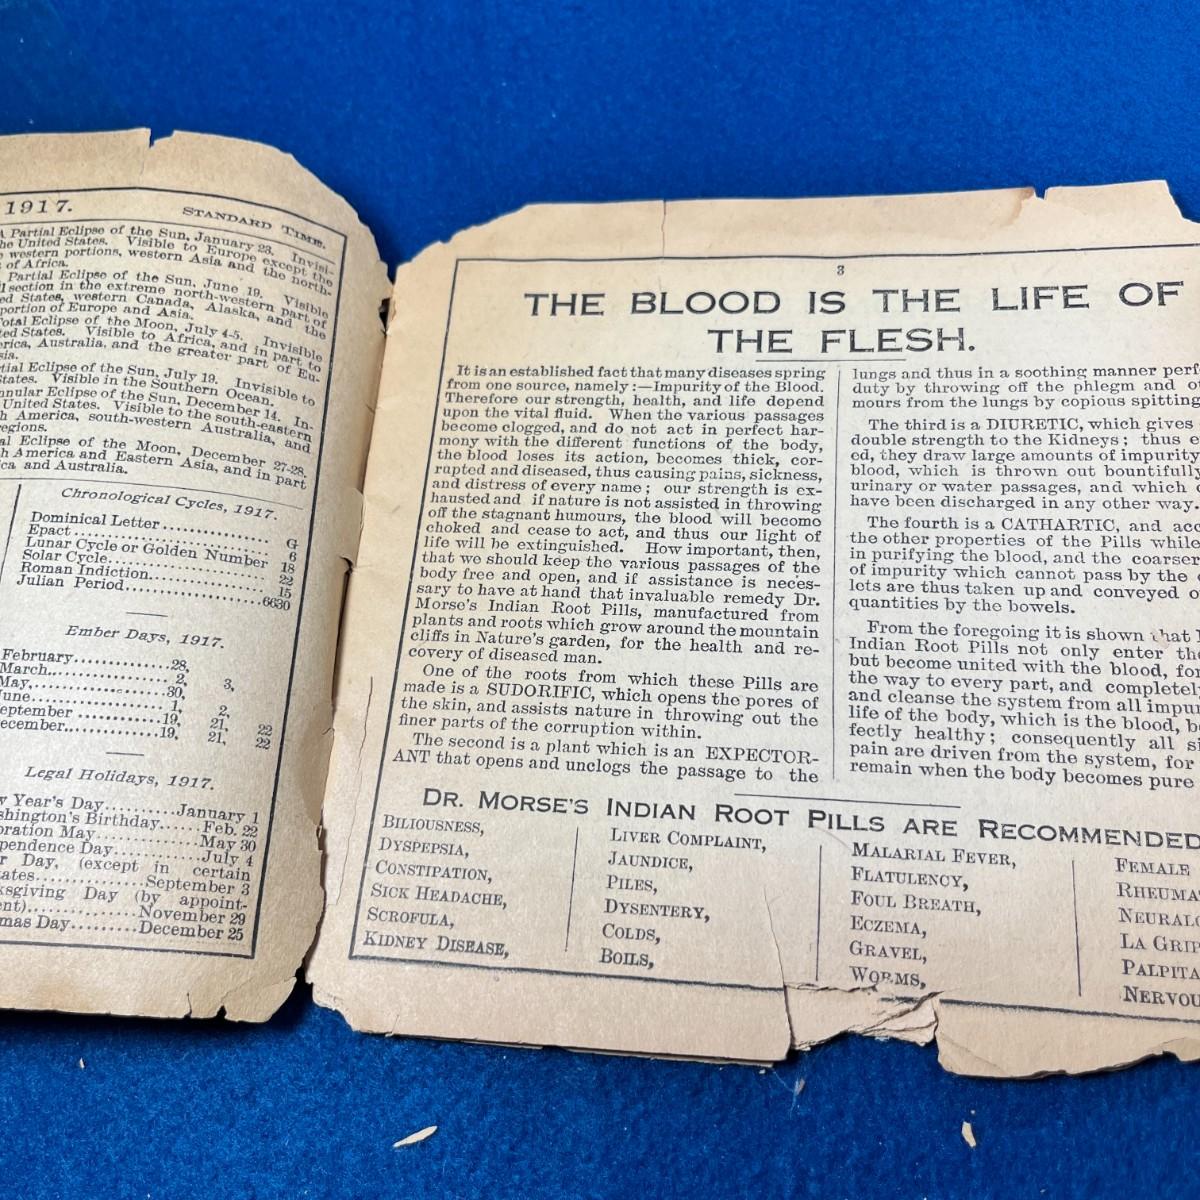 1917.
STANDARD TIME.
A Partial Eclipse of the Sun, January 23. Invisi-
he United States. Visible to Europe except the
western portions, western Asia and the north-
of Africa.
Partial Eclipse of the Sun, June 19. Visible
section in the extreme north-western part of
ed States, western Canada, Alaska, and the
portion of Europe and Asia.
otal Eclipse of the Moon, July 4-5. Invisible
ted States. Visible to Africa, and in part to
erica, Australia, and the greater part of Eu-
sia.
tial Eclipse of the Sun, July 19. Invisible to
States. Visible in the Southern Ocean.
nnular Eclipse of the Sun, December 14. In-
United States. Visible to the south-eastern
h America, south-western Australia, and
regions.
al Eclipse of the Moon, December 27-28.
h America and Eastern Asia, and in part
ca and Australia.
Chronological Cycles, 1917.
Dominical Letter.................. G
Epact................................ 6
Lunar Cycle or Golden Number 18
Solar Cycle......................... 22
Roman Indiction.................. 15
Julian Period.....................6630
Ember Days, 1917.
February..............28,
March................. 2, 3,
May,..................30,
June................... 1, 2,
eptember ............19, 21, 22
ecember..............19, 21, 22
Legal Holidays, 1917.
w Year's Day..........January 1
shington's Birthday......Feb. 22
oration May..............May 30
ependence Day...........July 4
r Day, (except in certain
tates...............September 3
ksgiving Day (by appoint-
ent)..............November 29
mas Day..........December 25
3
THE BLOOD IS THE LIFE OF
THE FLESH.
It is an established fact that many diseases spring
from one source, namely :—Impurity of the Blood.
Therefore our strength, health, and life depend
upon the vital fluid. When the various passages
become clogged, and do not act in perfect har-
mony with the different functions of the body,
the blood loses its action, becomes thick, cor-
rupted and diseased, thus causing pains, sickness,
and distress of every name ; our strength is ex-
hausted and if nature is not assisted in throwing
off the stagnant humours, the blood will become
choked and cease to act, and thus our light of
life will be extinguished. How important, then,
that we should keep the various passages of the
body free and open, and if assistance is neces-
sary to have at hand that invaluable remedy Dr.
Morse's Indian Root Pills, manufactured from
plants and roots which grow around the mountain
cliffs in Nature's garden, for the health and re-
covery of diseased man.
One of the roots from which these Pills are
made is a SUDORIFIC, which opens the pores of
the skin, and assists nature in throwing out the
finer parts of the corruption within.
The second is a plant which is an EXPECTOR-
ANT that opens and unclogs the passage to the
lungs and thus in a soothing manner perf
duty by throwing off the phlegm and o
mours from the lungs by copious spitting
The third is a DIURETIC, which gives
double strength to the Kidneys ; thus e
ed, they draw large amounts of impurity
blood, which is thrown out bountifully
urinary or water passages, and which c
have been discharged in any other way.
The fourth is a CATHARTIC, and acc
the other properties of the Pills while
in purifying the blood, and the coarser
of impurity which cannot pass by the
lets are thus taken up and conveyed o
quantities by the bowels.
From the foregoing it is shown that
Indian Root Pills not only enter the
but become united with the blood, for
the way to every part, and completel
and cleanse the system from all impu
life of the body, which is the blood, b
fectly healthy ; consequently all si
pain are driven from the system, for
remain when the body becomes pure
DR. MORSE'S INDIAN ROOT PILLS ARE RECOMMENDED
BILIOUSNESS,
DYSPEPSIA,
CONSTIPATION,
SICK HEADACHE,
SCROFULA,
KIDNEY DISEASE,
LIVER COMPLAINT,
JAUNDICE,
PILES,
DYSENTERY,
COLDS,
BOILS,
MALARIAL FEVER,
FLATULENCY,
FOUL BREATH,
ECZEMA,
GRAVEL,
WORMS,
FEMALE
RHEUMA
NEURALG
LA GRIP
PALPITA
NERVOU